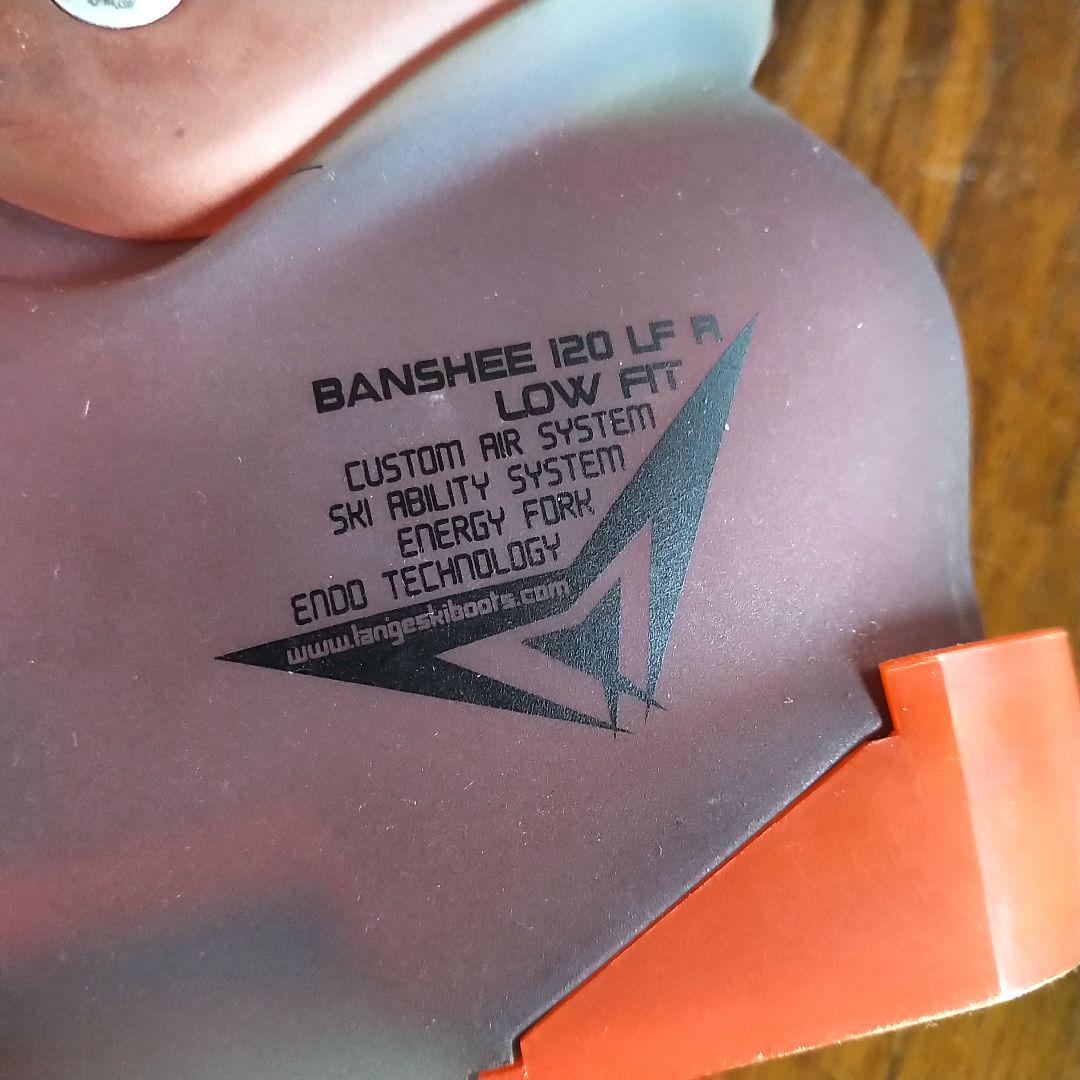 BANSHEE 120 LF R
LOW FIT
CUSTOM AIR SYSTEM
SKI ABILITY SYSTEM
ENERGY FORK
ENDO TECHNOLOGY
www.langeskiboots.com